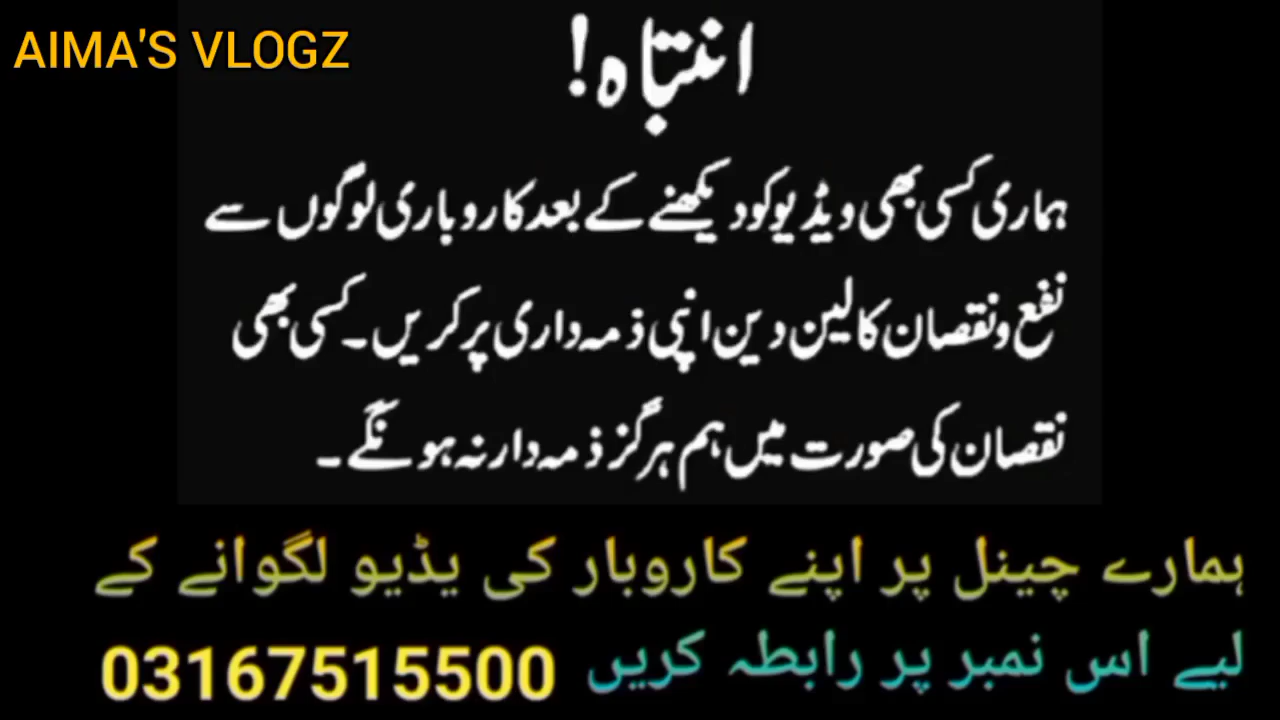 AIMA'S VLOGZ
انتباہ!
ہماری کسی بھی ویڈیو کو دیکھنے کے بعد کاروباری لوگوں سے
نفع و نقصان کا لین دین اپنی ذمہ داری پر کریں۔ کسی بھی
نقصان کی صورت میں ہم ہرگز ذمہ دار نہ ہونگے۔
ہمارے چینل پر اپنے کاروبار کی یڈیو لگوانے کے
لیے اس نمبر پر رابطہ کریں 03167515500